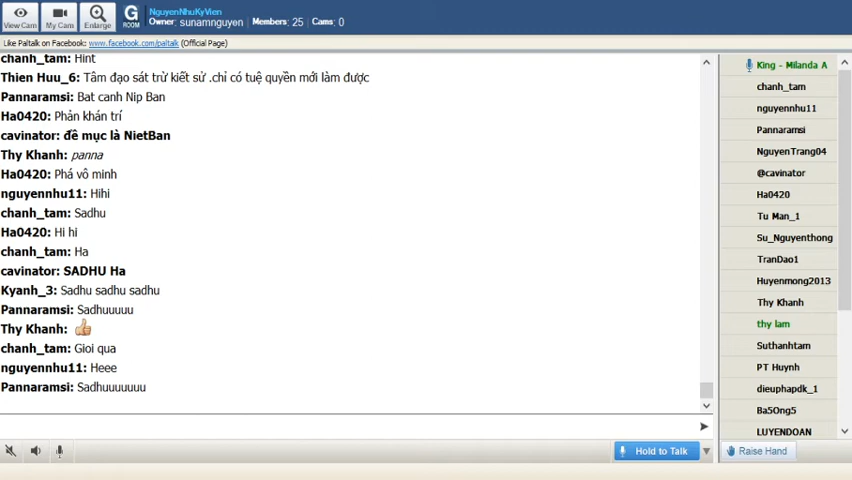 View Cam
My Cam
Enlarge
G
ROOM
NguyenNhuKyVien
Owner: sunamnguyen Members: 25 Cams: 0
Like Paltalk on Facebook: www.facebook.com/paltalk (Official Page)
chanh_tam: Hint
Thien Huu_6: Tâm đạo sát trừ kiết sử .chỉ có tuệ quyền mới làm được
Pannaramsi: Bat canh Nip Ban
Ha0420: Phản khán trí
cavinator: đề mục là NietBan
Thy Khanh: panna
Ha0420: Phá vô minh
nguyennhu11: Hihi
chanh_tam: Sadhu
Ha0420: Hi hi
chanh_tam: Ha
cavinator: SADHU Ha
Kyanh_3: Sadhu sadhu sadhu
Pannaramsi: Sadhuuuuu
Thy Khanh:
chanh_tam: Gioi qua
nguyennhu11: Heee
Pannaramsi: Sadhuuuuuuu
Hold to Talk
King - Milanda A
chanh_tam
nguyennhu11
Pannaramsi
NguyenTrang04
@cavinator
Ha0420
Tu Man_1
Su_Nguyenthong
TranDao1
Huyenmong2013
Thy Khanh
thy lam
Suthanhtam
PT Huynh
dieuphapdk_1
Ba5Ong5
LUYENDOAN
Raise Hand